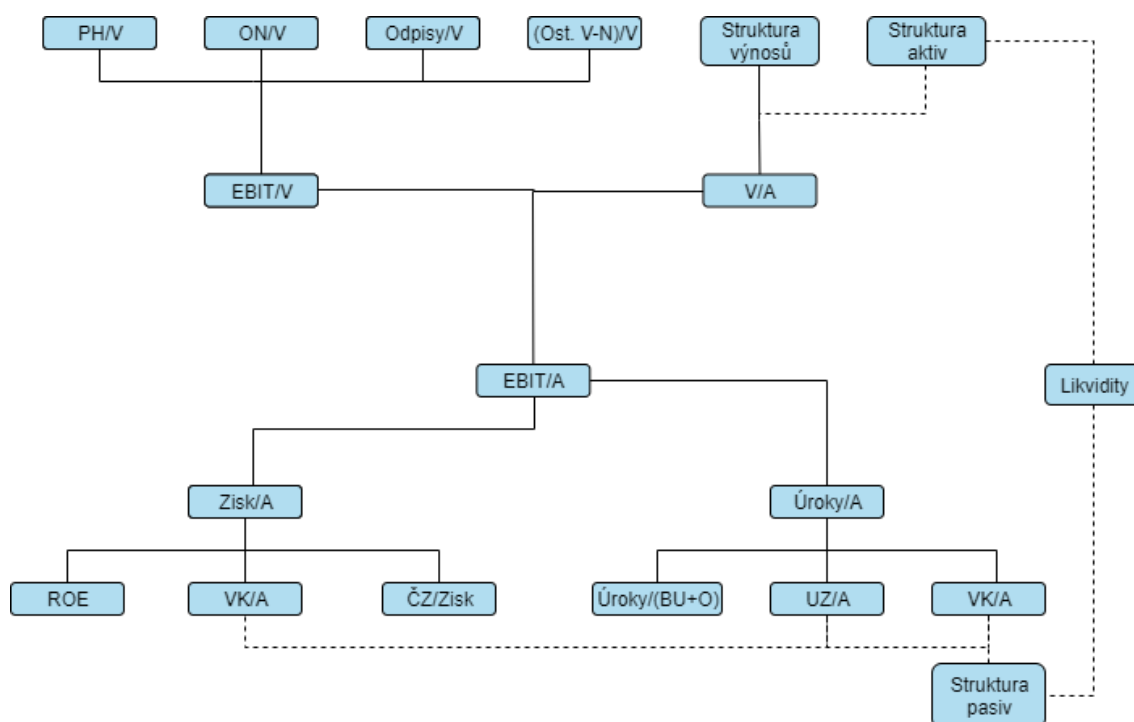 PH/V
ON/V
Odpisy/V
(Ost. V-N)/V
Struktura
výnosů
Struktura
aktiv
EBIT/V
V/A
EBIT/A
Likvidity
Zisk/A
Úroky/A
ROE
VK/A
ČZ/Zisk
Úroky/(BU+O)
UZ/A
VK/A
Struktura
pasiv